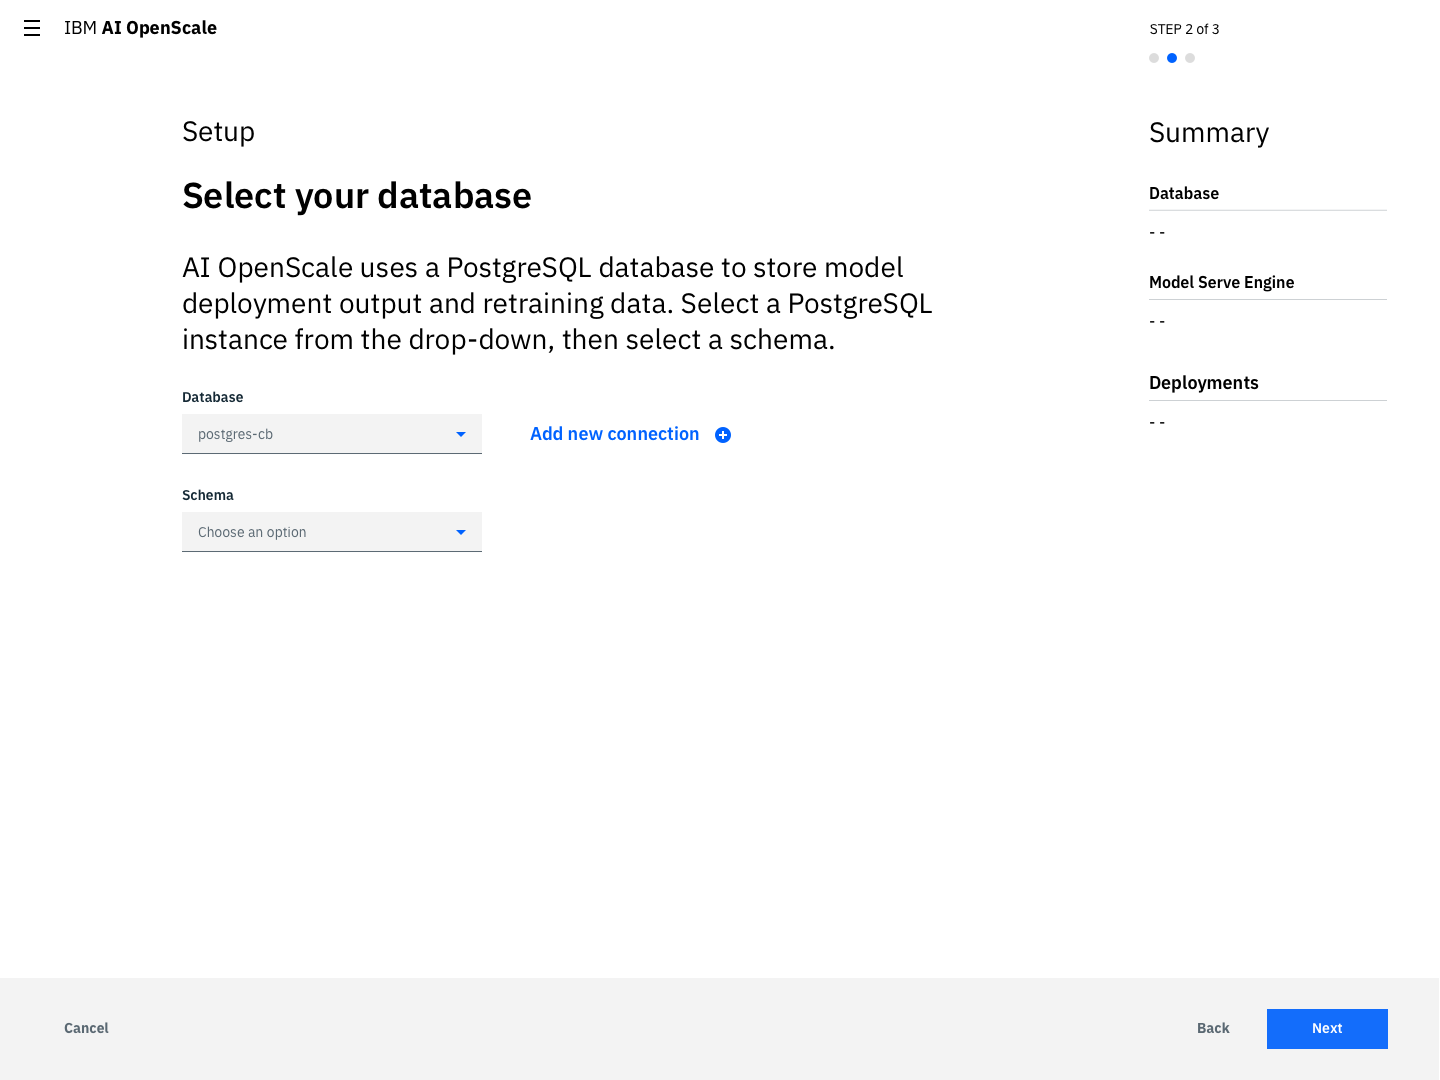 IBM AI OpenScale
STEP 2 of 3
Setup
Select your database
AI OpenScale uses a PostgreSQL database to store model
deployment output and retraining data. Select a PostgreSQL
instance from the drop-down, then select a schema.
Database
postgres-cb
Add new connection
Schema
Choose an option
Summary
Database
- -
Model Serve Engine
- -
Deployments
- -
Cancel
Back
Next